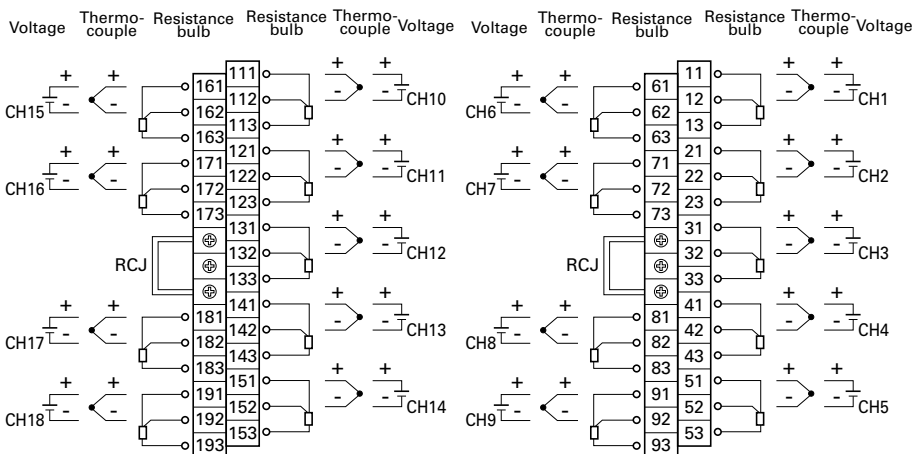 Voltage Thermo-couple Resistance bulb Resistance bulb Thermo-couple Voltage
CH15 + - + - 161 162 163
CH16 + - + - 171 172 173
RCJ
CH17 + - + - 181 182 183
CH18 + - + - 191 192 193
111 112 113 + - + - CH10
121 122 123 + - + - CH11
131 132 133 + - + - CH12
141 142 143 + - + - CH13
151 152 153 + - + - CH14
Voltage Thermo-couple Resistance bulb Resistance bulb Thermo-couple Voltage
CH6 + - + - 61 62 63
CH7 + - + - 71 72 73
RCJ
CH8 + - + - 81 82 83
CH9 + - + - 91 92 93
11 12 13 + - + - CH1
21 22 23 + - + - CH2
31 32 33 + - + - CH3
41 42 43 + - + - CH4
51 52 53 + - + - CH5